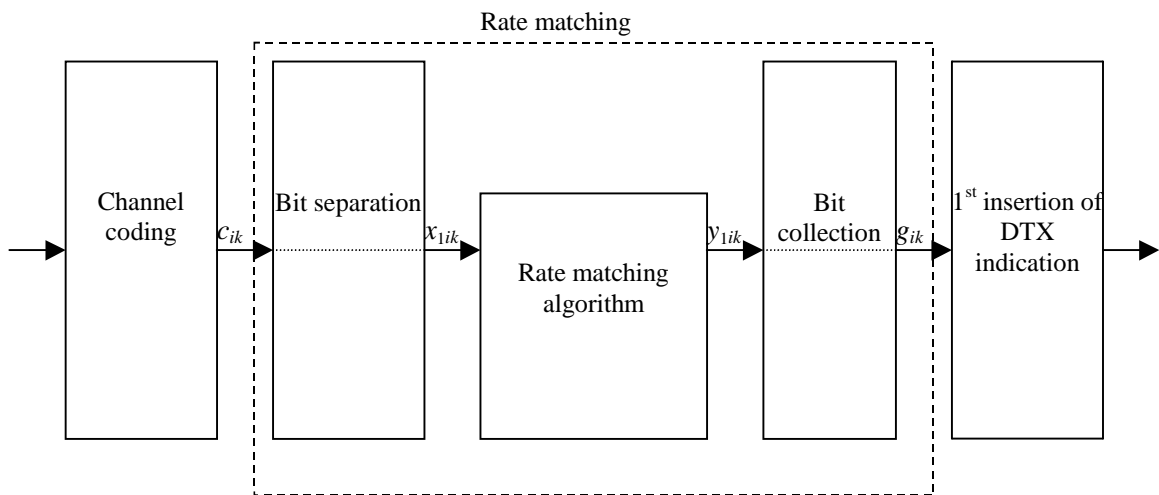 Rate matching
Channel
coding
c_ik
Bit separation
x_1ik
Rate matching
algorithm
y_1ik
Bit
collection
g_ik
1st insertion of
DTX
indication